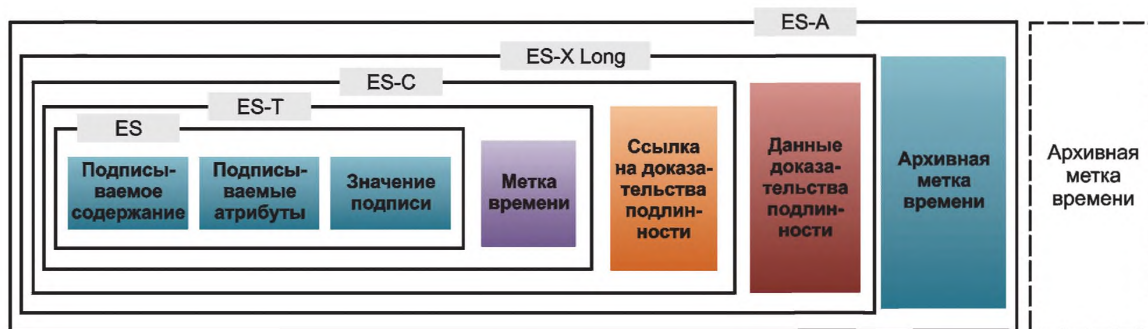 ES-A
ES-X Long
ES-C
ES-T
ES
Подписы-
ваемое
содержание
Подписы-
ваемые
атрибуты
Значение
подписи
Метка
времени
Ссылка
на доказа-
тельства
подлин-
ности
Данные
доказа-
тельства
подлин-
ности
Архивная
метка
времени
Архивная
метка
времени